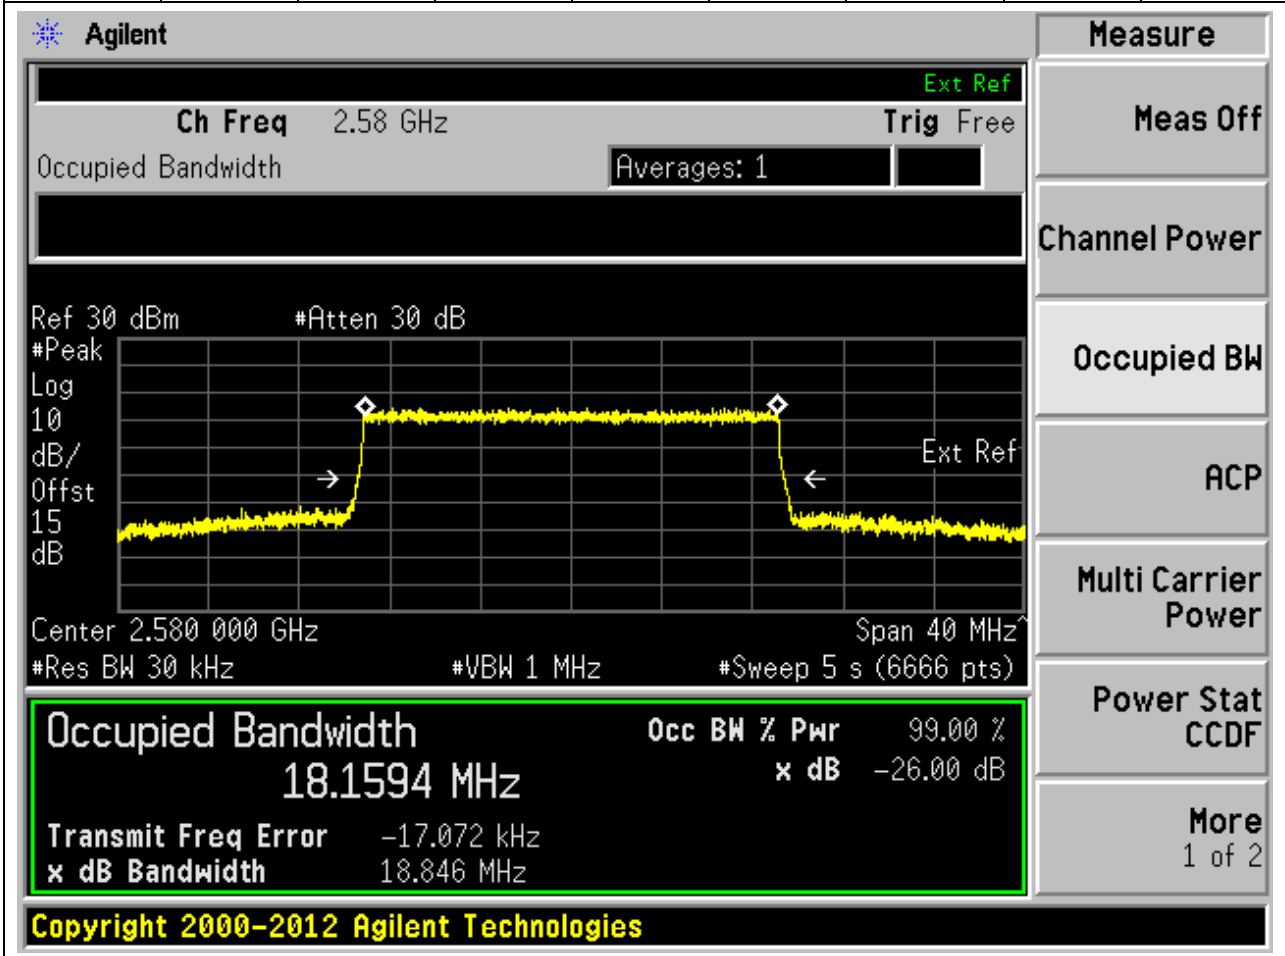 Agilent
Measure
Ext Ref
Ch Freq 2.58 GHz Trig Free
Meas Off
Occupied Bandwidth Averages: 1
Channel Power
Ref 30 dBm #Atten 30 dB
#Peak
Log
10
dB/
Offst
15
dB
Ext Ref
Occupied BW
ACP
Center 2.580 000 GHz Span 40 MHz^
#Res BW 30 kHz #VBW 1 MHz #Sweep 5 s (6666 pts)
Multi Carrier
Power
Occupied Bandwidth Occ BW % Pwr 99.00 %
18.1594 MHz x dB -26.00 dB
Transmit Freq Error -17.072 kHz
x dB Bandwidth 18.846 MHz
Power Stat
CCDF
More
1 of 2
Copyright 2000-2012 Agilent Technologies